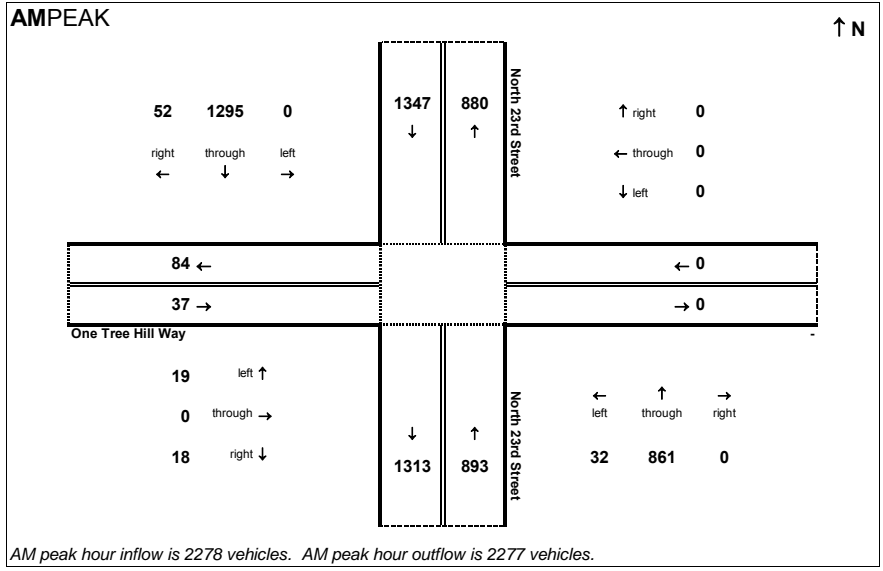 AMPEAK
↑ N
52 1295 0
right through left
← ↓ →
1347 880
↓ ↑
North 23rd Street
↑ right 0
← through 0
↓ left 0
84 ←
37 →
← 0
→ 0
One Tree Hill Way
-
19 left ↑
0 through →
18 right ↓
↓ ↑
1313 893
North 23rd Street
← ↑ →
left through right
32 861 0
AM peak hour inflow is 2278 vehicles. AM peak hour outflow is 2277 vehicles.